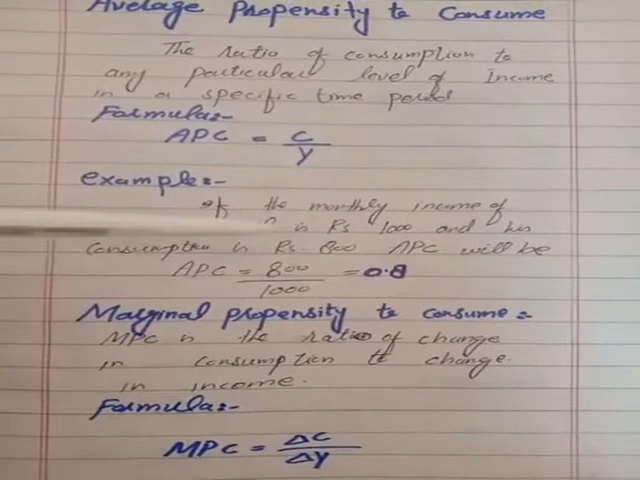 Average Propensity to Consume
The ratio of consumption to
any particular level of Income
in a specific time period
Formula:-
APC = C/Y
Example:-
If the monthly income of
is Rs 1000 and his
Consumption is Rs. 800 APC will be
APC = 800/1000 = 0.8
Marginal propensity to consume:-
MPC is the ratio of change
in consumption to change.
in income.
Formula:-
MPC = ΔC/ΔY